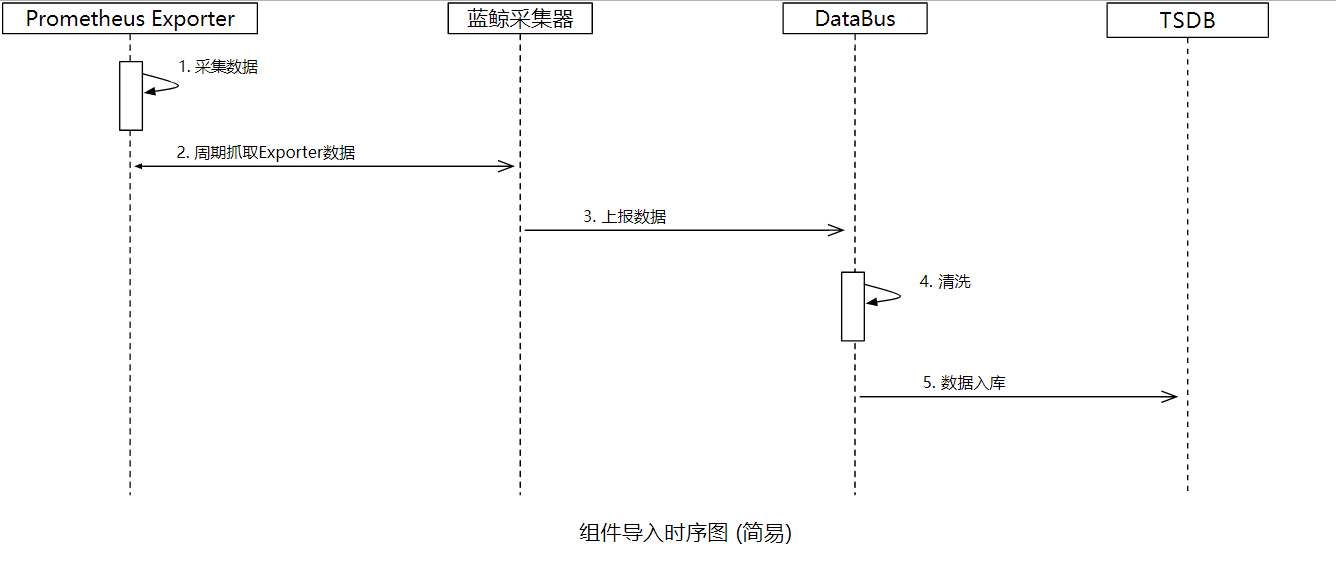 Prometheus Exporter
蓝鲸采集器
DataBus
TSDB
1. 采集数据
2. 周期抓取Exporter数据
3. 上报数据
4. 清洗
5. 数据入库
组件导入时序图 (简易)